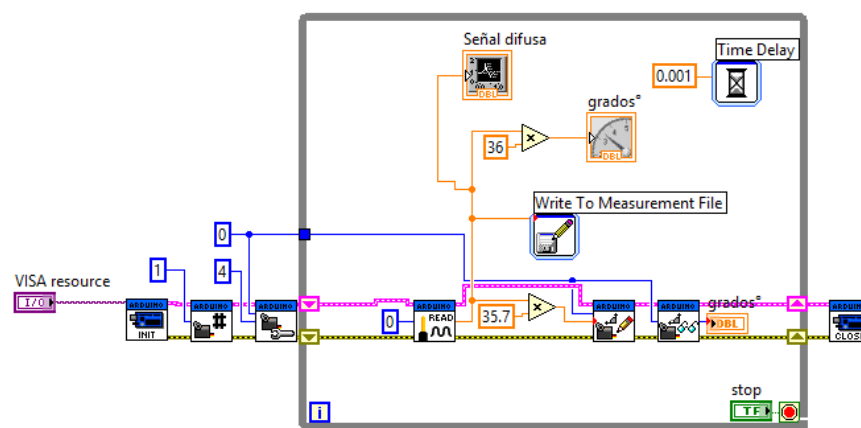 Señal difusa
DBL
Time Delay
0.001
grados°
36
DBL
Write To Measurement File
0
1
4
VISA resource
I/O
ARDUINO
INIT
ARDUINO
#
ARDUINO
0
ARDUINO
READ
35.7
ARDUINO
ARDUINO
grados°
DBL
ARDUINO
CLOSE
i
stop
TF